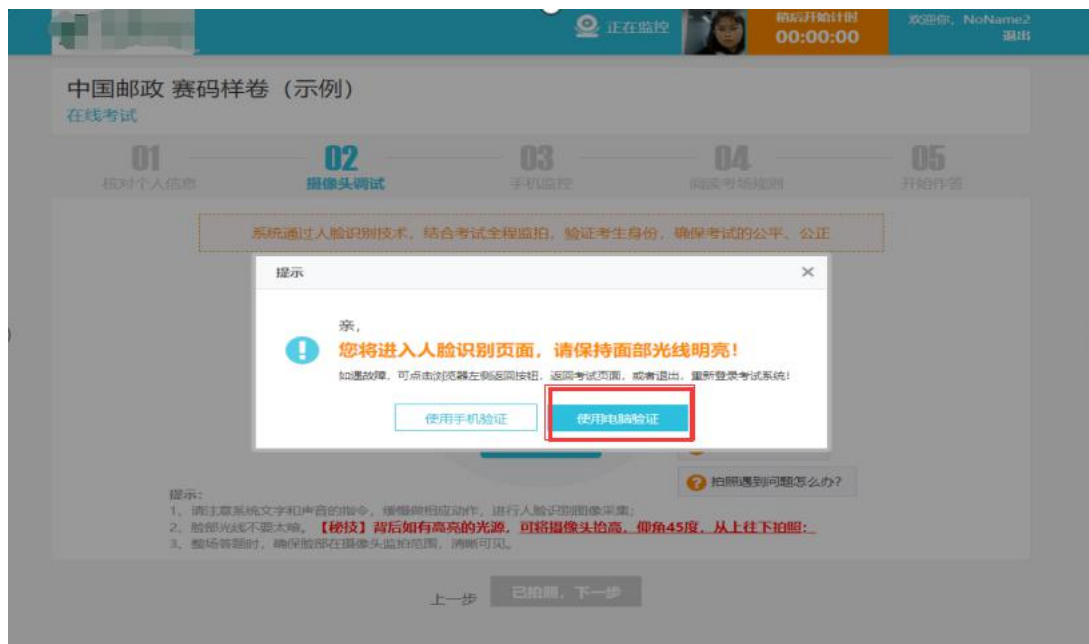 正在监控
稍后开始计时
00:00:00
欢迎你，NoName2
退出
中国邮政 赛码样卷（示例）
在线考试
01
核对个人信息
02
摄像头调试
03
手机监控
04
阅读考场规则
05
开始作答
系统通过人脸识别技术，结合考试全程监拍，验证考生身份，确保考试的公平、公正
提示
×
亲，
您将进入人脸识别页面，请保持面部光线明亮！
如遇故障，可点击浏览器左侧返回按钮，返回考试页面，或者退出，重新登录考试系统！
使用手机验证
使用电脑验证
拍照遇到问题怎么办?
提示：
1、请注意系统文字和声音的指令，缓慢做相应动作，进行人脸识别图像采集；
2、脸部光线不要太暗。【秘技】背后如有高亮的光源，可将摄像头抬高，仰角45度，从上往下拍照；
3、整场答题时，确保脸部在摄像头监拍范围，清晰可见。
上一步
已拍照，下一步